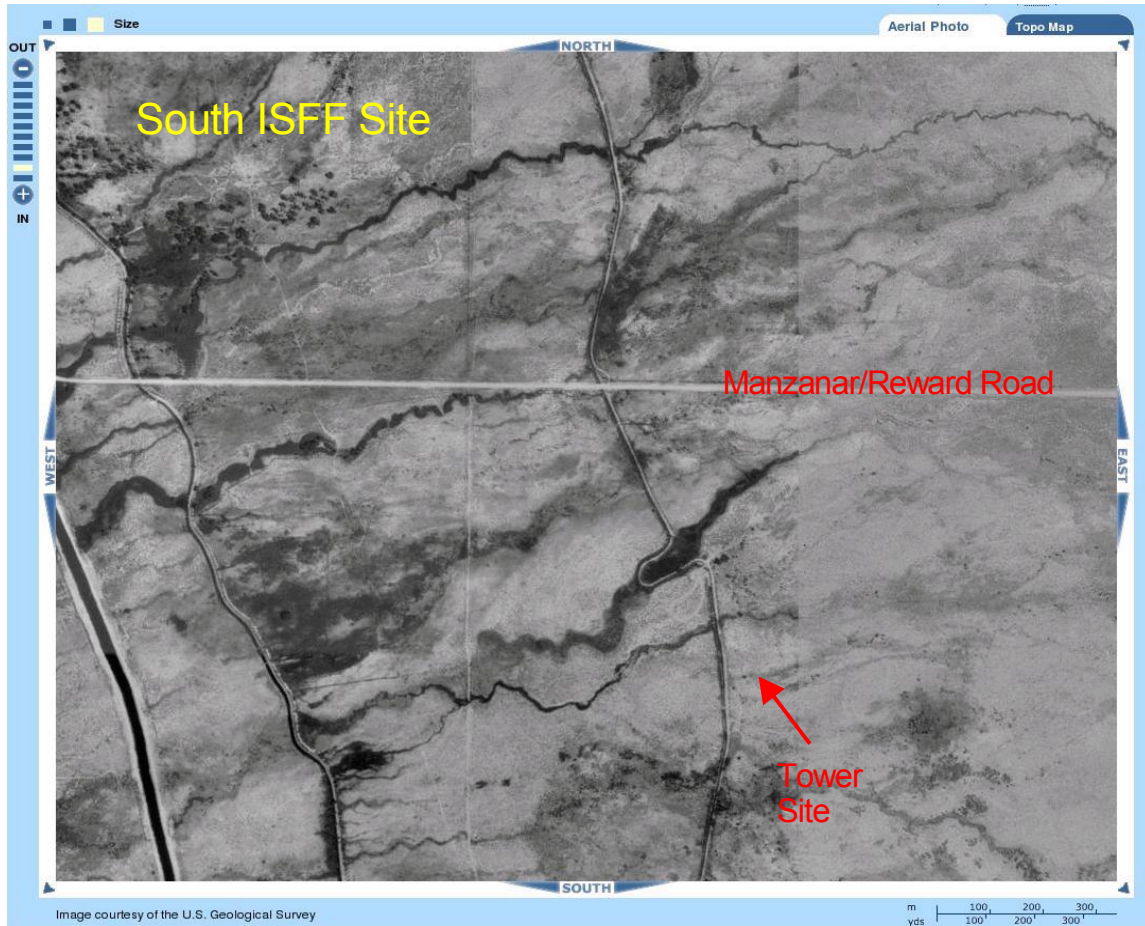 Size
Aerial Photo
Topo Map
OUT
NORTH
South ISFF Site
IN
Manzanar/Reward Road
WEST
EAST
Tower
Site
SOUTH
Image courtesy of the U.S. Geological Survey
m 100 200 300
yds 100 200 300